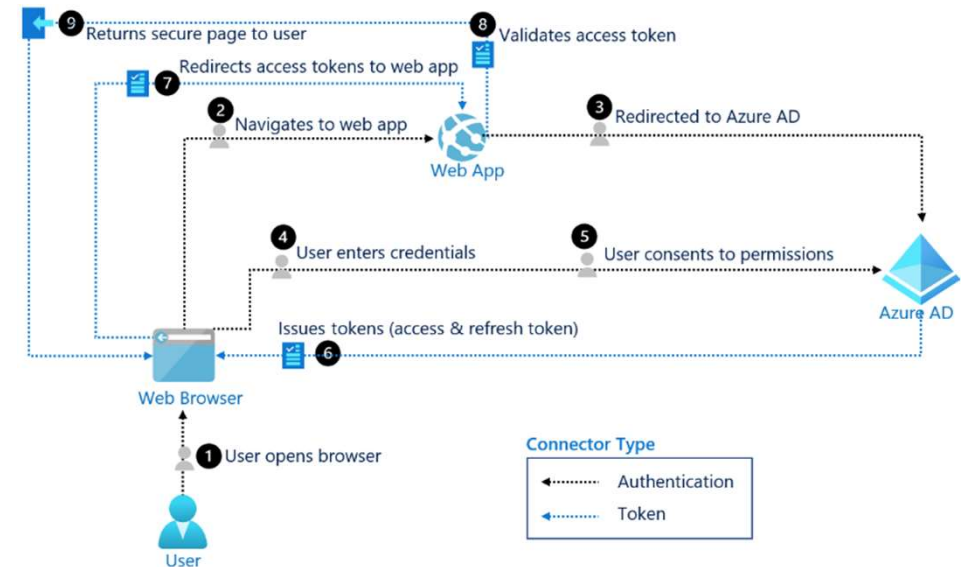 9
Returns secure page to user
8
Validates access token
7
Redirects access tokens to web app
2
Navigates to web app
3
Redirected to Azure AD
Web App
4
User enters credentials
5
User consents to permissions
Azure AD
Issues tokens (access & refresh token)
6
Web Browser
1
User opens browser
User
Connector Type
Authentication
Token